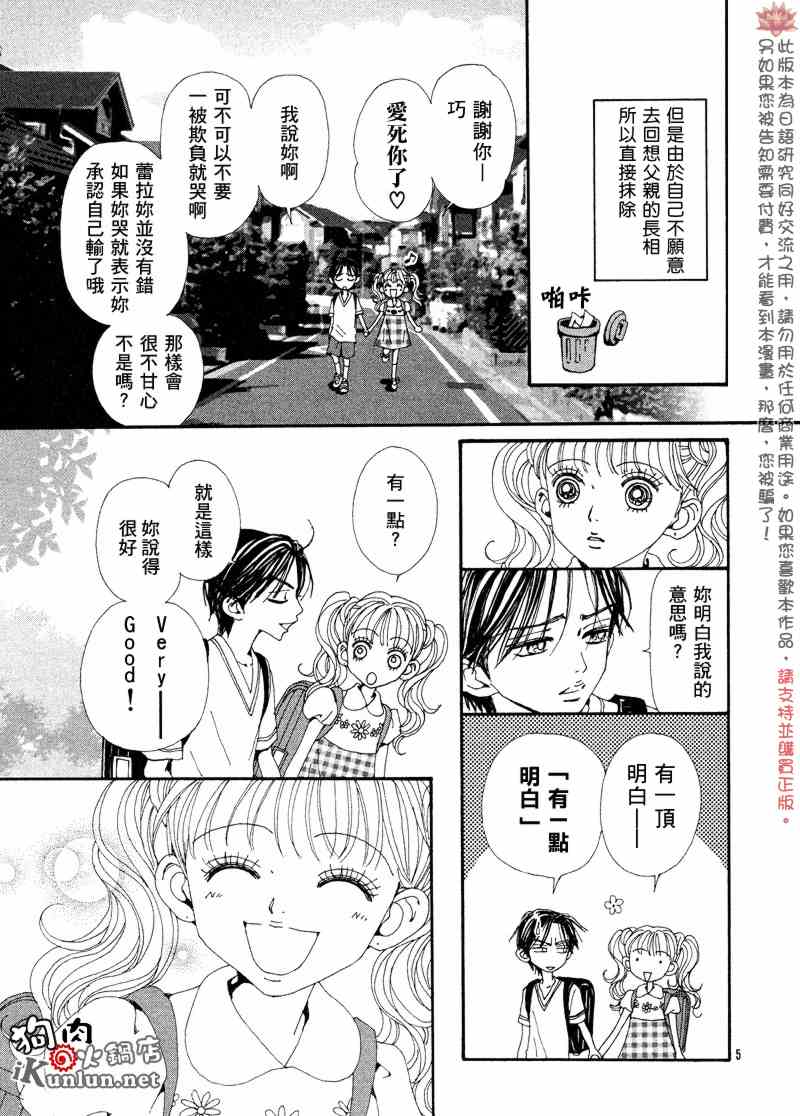 但是由於自己不願意
去回想父親的長相
所以直接抹除
啪咔
謝謝你—
巧
愛死你了♡
我說妳啊
可不可以不要
一被欺負就哭啊
蕾拉妳並沒有錯
如果妳哭就表示妳
承認自己輸了哦
那樣會
很不甘心
不是嗎？
♪
妳明白我說的
意思嗎？
有一頂
明白——
「有一點
明白」
有一點？
就是這樣
妳說得
很好
Very——
Good！
5
狗肉
火鍋店
iKunlun.net
此版本為日語研究同好交流之用，請勿用於任何商業用途。如果您喜歡本作品，請支持並購買正版。
另如果您被告知需要付費，才能看到本漫畫，那麼，您被騙了！